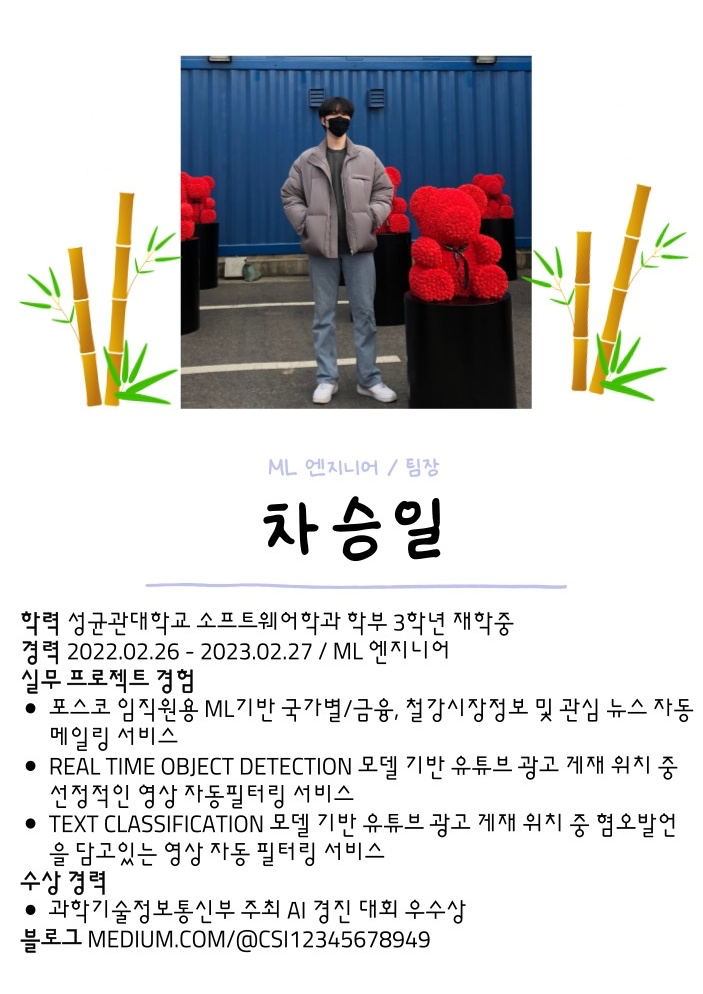 ML 엔지니어 / 팀장
차승일
학력 성균관대학교 소프트웨어학과 학부 3학년 재학중
경력 2022.02.26 - 2023.02.27 / ML 엔지니어
실무 프로젝트 경험
• 포스코 임직원용 ML기반 국가별/금융, 철강시장정보 및 관심 뉴스 자동
메일링 서비스
• REAL TIME OBJECT DETECTION 모델 기반 유튜브 광고 게재 위치 중
선정적인 영상 자동필터링 서비스
• TEXT CLASSIFICATION 모델 기반 유튜브 광고 게재 위치 중 혐오발언
을 담고있는 영상 자동 필터링 서비스
수상 경력
• 과학기술정보통신부 주최 AI 경진 대회 우수상
블로그 MEDIUM.COM/@CSI12345678949